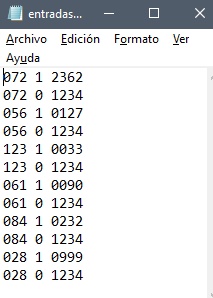 entradas...
Archivo Edición Formato Ver
Ayuda
072 1 2362
072 0 1234
056 1 0127
056 0 1234
123 1 0033
123 0 1234
061 1 0090
061 0 1234
084 1 0232
084 0 1234
028 1 0999
028 0 1234